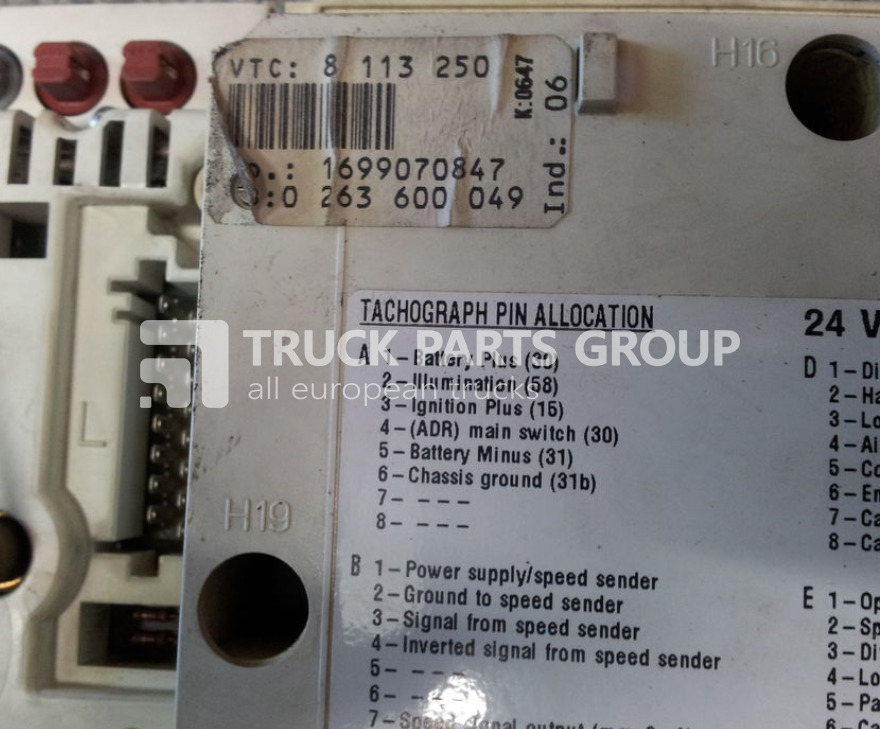 VTC: 8 113 250
K:0647
Ind.: 06
1699070847
:0 263 600 049
H16
TACHOGRAPH PIN ALLOCATION
24 V
A 1– Battery Plus (30)
2– Illumination (58)
3– Ignition Plus (15)
4– (ADR) main switch (30)
5– Battery Minus (31)
6– Chassis ground (31b)
7– – – –
8– – – –
D 1–
2–
3–
4–
5–
6–
7–
8–
TRUCK PARTS GROUP
all european trucks
L
H19
B 1– Power supply/speed sender
2– Ground to speed sender
3– Signal from speed sender
4– Inverted signal from speed sender
5– – – –
6– – – –
7– Speed signal output
E 1–
2–
3–
4–
5–
6–